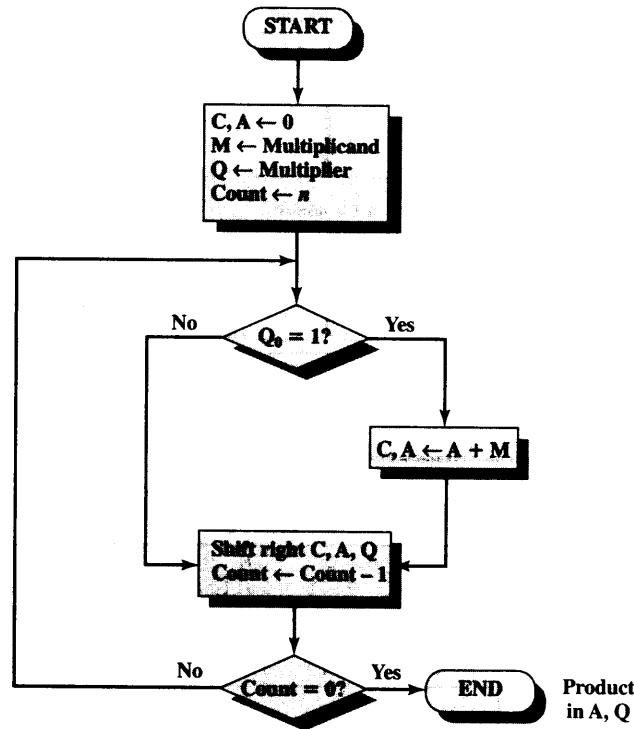 START
C, A ← 0
M ← Multiplicand
Q ← Multiplier
Count ← n
No
Q₀ = 1?
Yes
C, A ← A + M
Shift right C, A, Q
Count ← Count – 1
No
Count = 0?
Yes
END
Product
in A, Q